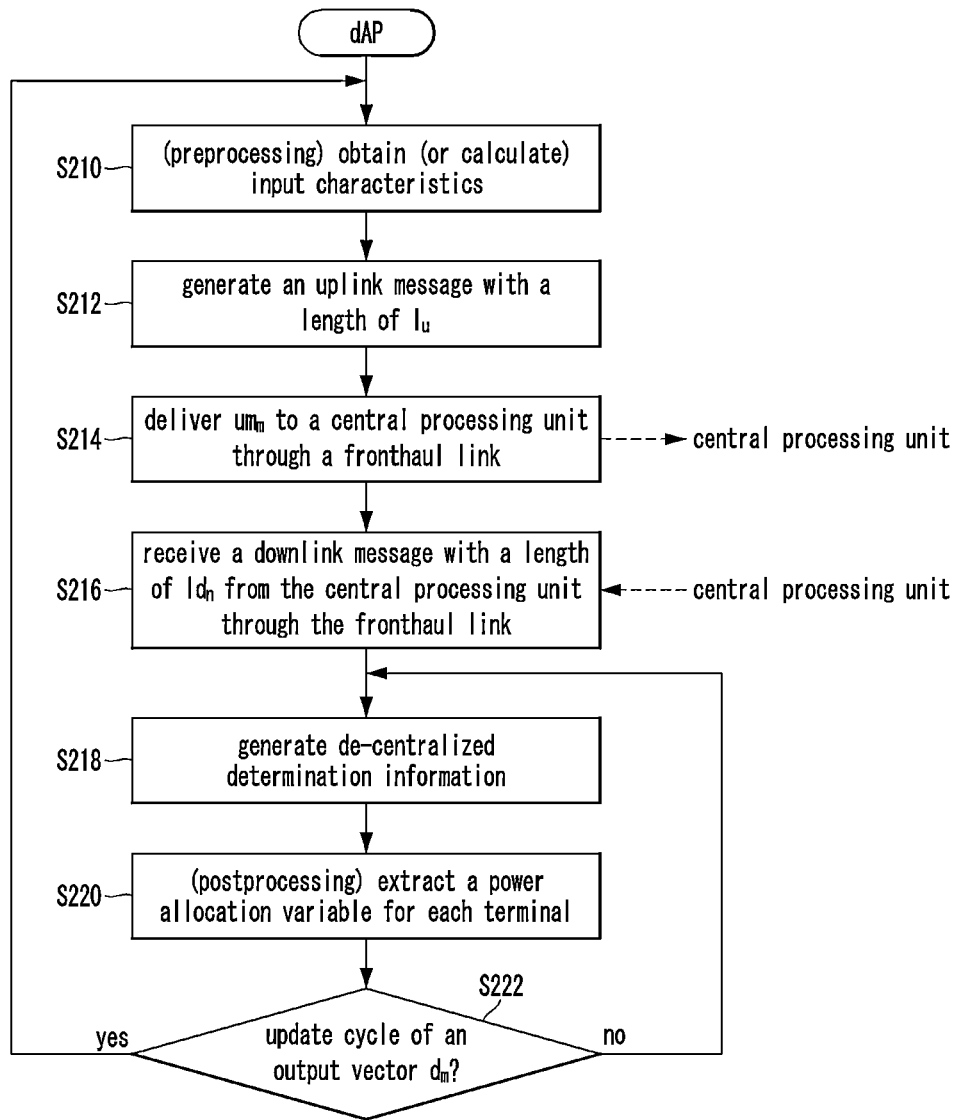 dAP
S210
(preprocessing) obtain (or calculate)
input characteristics
S212
generate an uplink message with a
length of lᵤ
S214
deliver umₘ to a central processing unit
through a fronthaul link
central processing unit
S216
receive a downlink message with a length
of ldₙ from the central processing unit
through the fronthaul link
central processing unit
S218
generate de-centralized
determination information
S220
(postprocessing) extract a power
allocation variable for each terminal
S222
yes
update cycle of an
output vector dₘ?
no